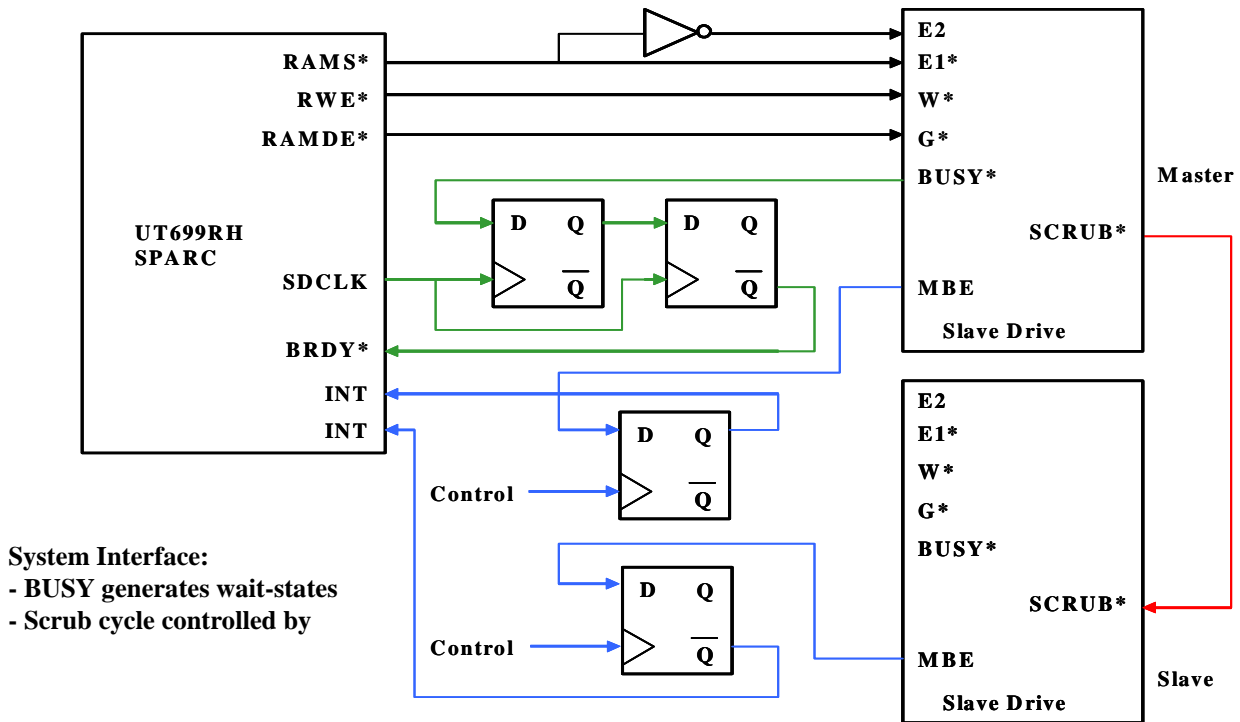 RAMS*
RWE*
RAMDE*
UT699RH
SPARC
SDCLK
BRDY*
INT
INT
E2
E1*
W*
G*
BUSY*
SCRUB*
MBE
Slave Drive
Master
D Q
Q
D Q
Q
D Q
Q
Control
D Q
Q
Control
E2
E1*
W*
G*
BUSY*
SCRUB*
MBE
Slave Drive
Slave
System Interface:
- BUSY generates wait-states
- Scrub cycle controlled by